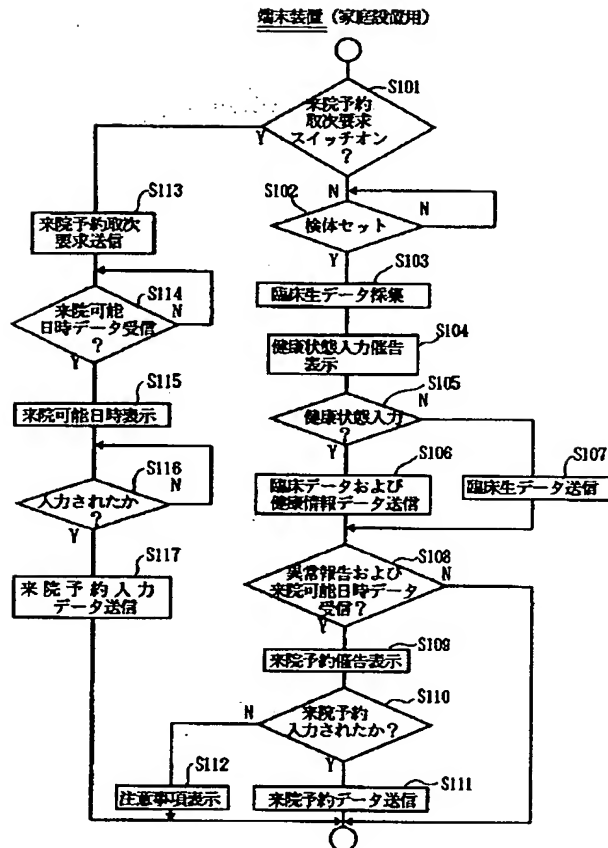 端末装置(家庭設置用)
S101
来院予約
取次要求
スイッチオン
?
Y
N
S102
検体セット
N
Y
S103
臨床生データ採集
S104
健康状態入力催告
表示
S105
健康状態入力
?
N
Y
S106
臨床データおよび
健康情報データ送信
S107
臨床生データ送信
S108
異常報告および
来院可能日時データ
受信?
N
Y
S109
来院予約催告表示
S110
来院予約
入力されたか?
N
Y
S111
来院予約データ送信
S112
注意事項表示
S113
来院予約取次
要求送信
S114
来院可能
日時データ受信
?
N
Y
S115
来院可能日時表示
S116
入力されたか
?
N
Y
S117
来院予約入力
データ送信